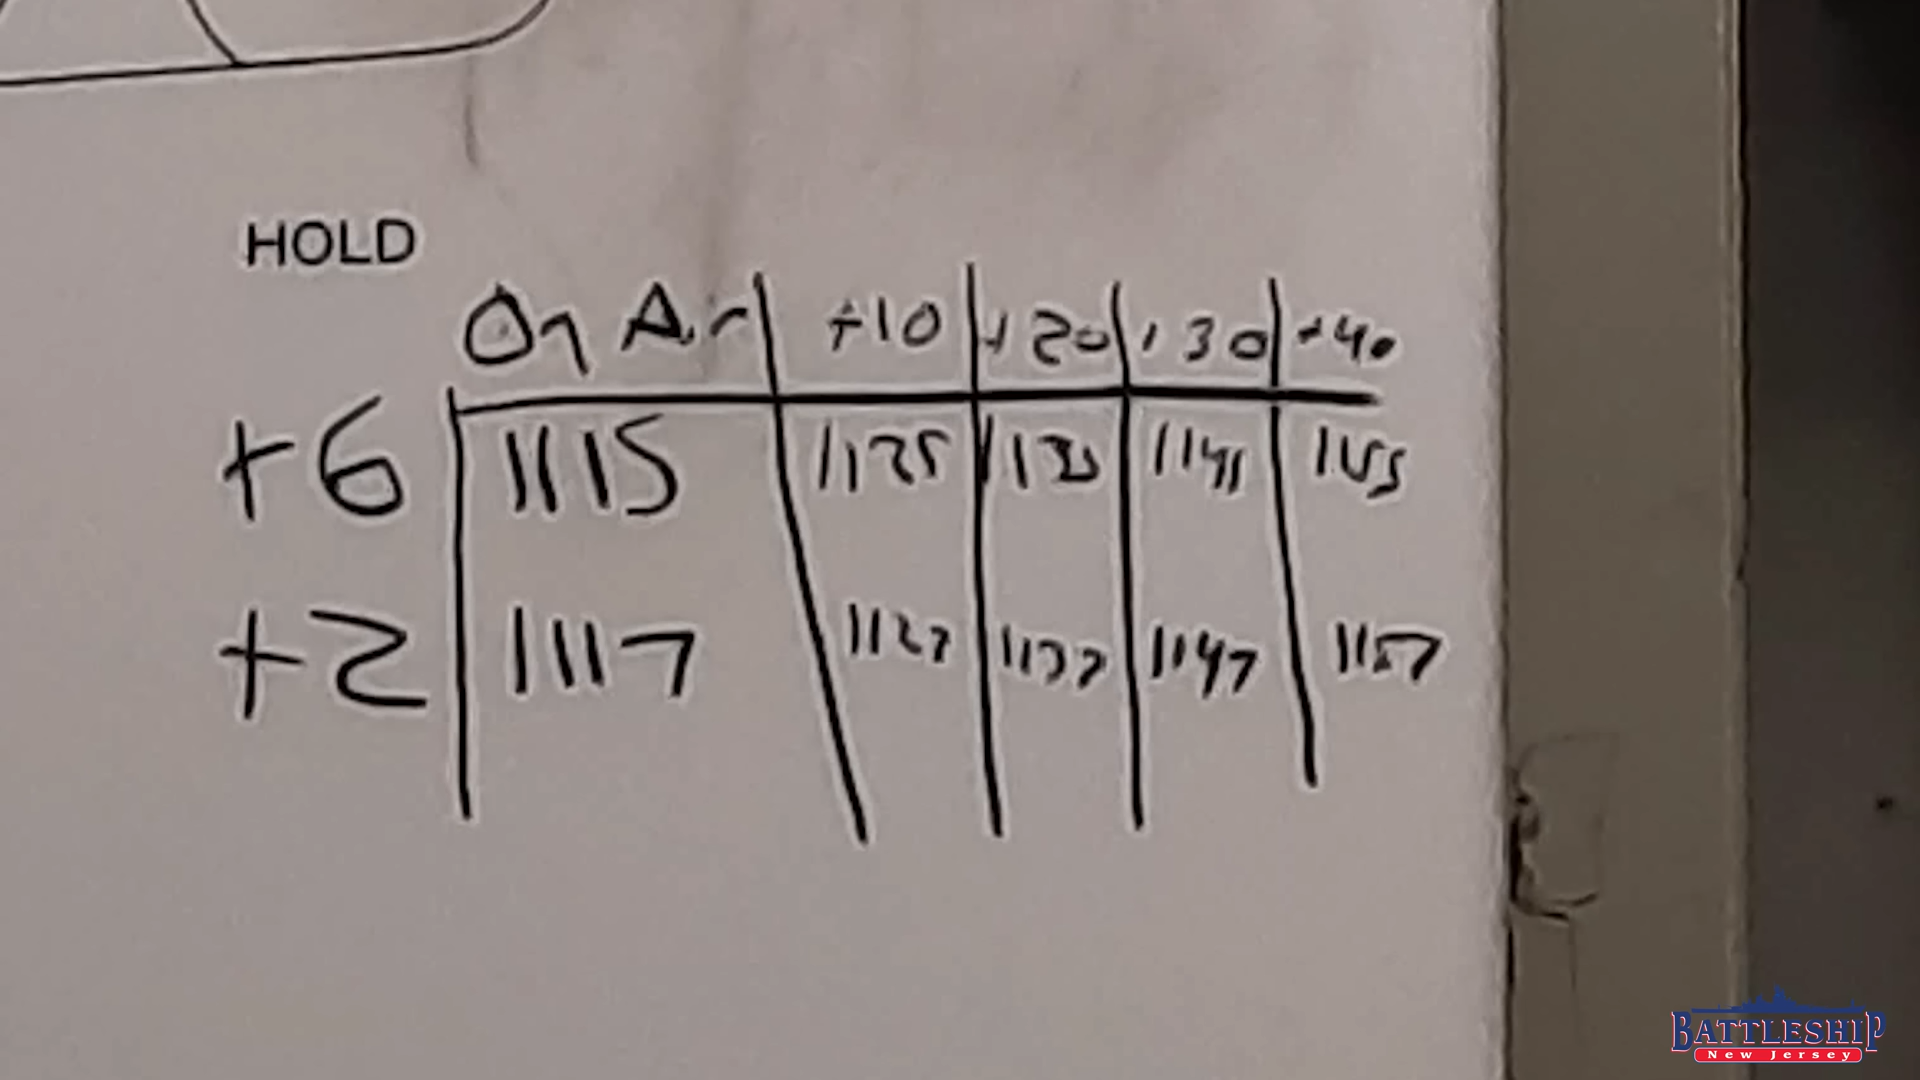 HOLD
On Air +10 +20 +30 +40
+6 1115 1125 1135 1145 1155
+2 1117 1127 1137 1147 1157
BATTLESHIP
New Jersey